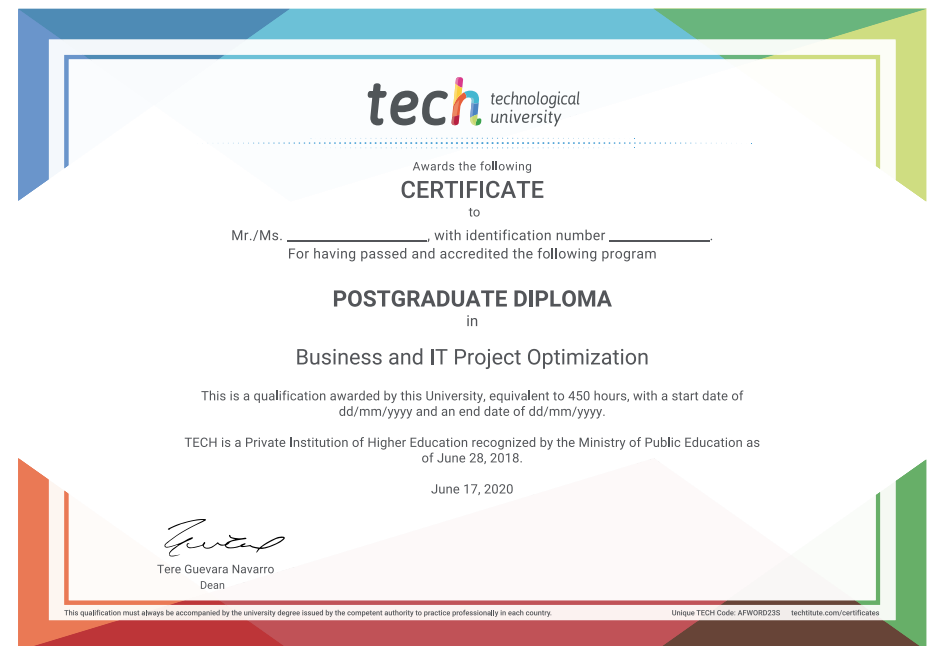 tech technological
university
Awards the following
CERTIFICATE
to
Mr./Ms. ____________________, with identification number ______________.
For having passed and accredited the following program
POSTGRADUATE DIPLOMA
in
Business and IT Project Optimization
This is a qualification awarded by this University, equivalent to 450 hours, with a start date of
dd/mm/yyyy and an end date of dd/mm/yyyy.
TECH is a Private Institution of Higher Education recognized by the Ministry of Public Education as
of June 28, 2018.
June 17, 2020
Tere Guevara Navarro
Dean
This qualification must always be accompanied by the university degree issued by the competent authority to practice professionally in each country.
Unique TECH Code: AFWORD23S techtitute.com/certificates